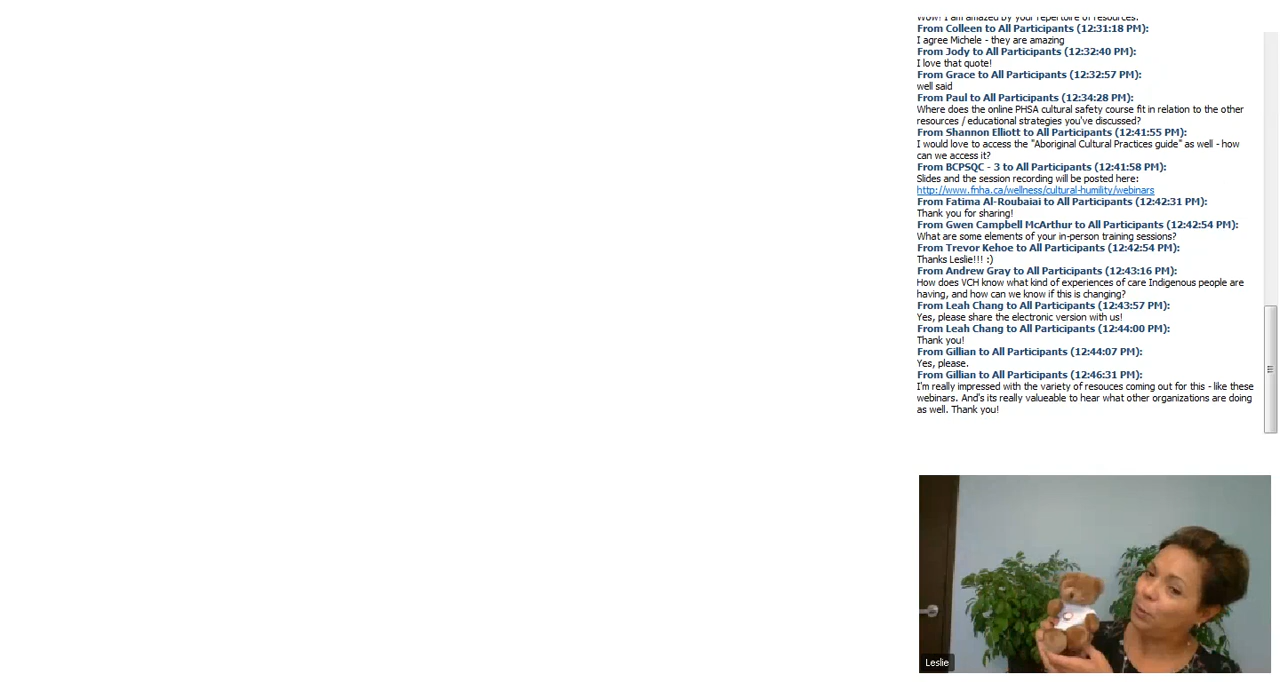 Wow! I am amazed by your repertoire of resources.
From Colleen to All Participants (12:31:18 PM):
I agree Michele - they are amazing
From Jody to All Participants (12:32:40 PM):
I love that quote!
From Grace to All Participants (12:32:57 PM):
well said
From Paul to All Participants (12:34:28 PM):
Where does the online PHSA cultural safety course fit in relation to the other
resources / educational strategies you've discussed?
From Shannon Elliott to All Participants (12:41:55 PM):
I would love to access the "Aboriginal Cultural Practices guide" as well - how
can we access it?
From BCPSQC - 3 to All Participants (12:41:58 PM):
Slides and the session recording will be posted here:
http://www.fnha.ca/wellness/cultural-humility/webinars
From Fatima Al-Roubaiai to All Participants (12:42:31 PM):
Thank you for sharing!
From Gwen Campbell McArthur to All Participants (12:42:54 PM):
What are some elements of your in-person training sessions?
From Trevor Kehoe to All Participants (12:42:54 PM):
Thanks Leslie!!! :)
From Andrew Gray to All Participants (12:43:16 PM):
How does VCH know what kind of experiences of care Indigenous people are
having, and how can we know if this is changing?
From Leah Chang to All Participants (12:43:57 PM):
Yes, please share the electronic version with us!
From Leah Chang to All Participants (12:44:00 PM):
Thank you!
From Gillian to All Participants (12:44:07 PM):
Yes, please.
From Gillian to All Participants (12:46:31 PM):
I'm really impressed with the variety of resouces coming out for this - like these
webinars. And's its really valueable to hear what other organizations are doing
as well. Thank you!
Leslie